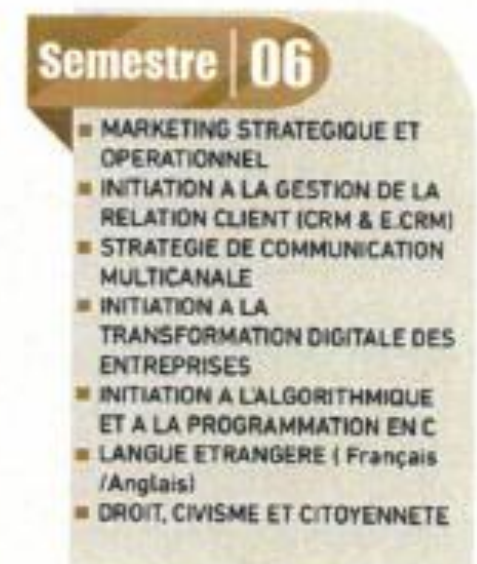 Semestre | 06
■ MARKETING STRATEGIQUE ET
OPERATIONNEL
■ INITIATION A LA GESTION DE LA
RELATION CLIENT (CRM & E.CRM)
■ STRATEGIE DE COMMUNICATION
MULTICANALE
■ INITIATION A LA
TRANSFORMATION DIGITALE DES
ENTREPRISES
■ INITIATION A L'ALGORITHMIQUE
ET A LA PROGRAMMATION EN C
■ LANGUE ETRANGERE ( Français
/Anglais)
■ DROIT, CIVISME ET CITOYENNETE